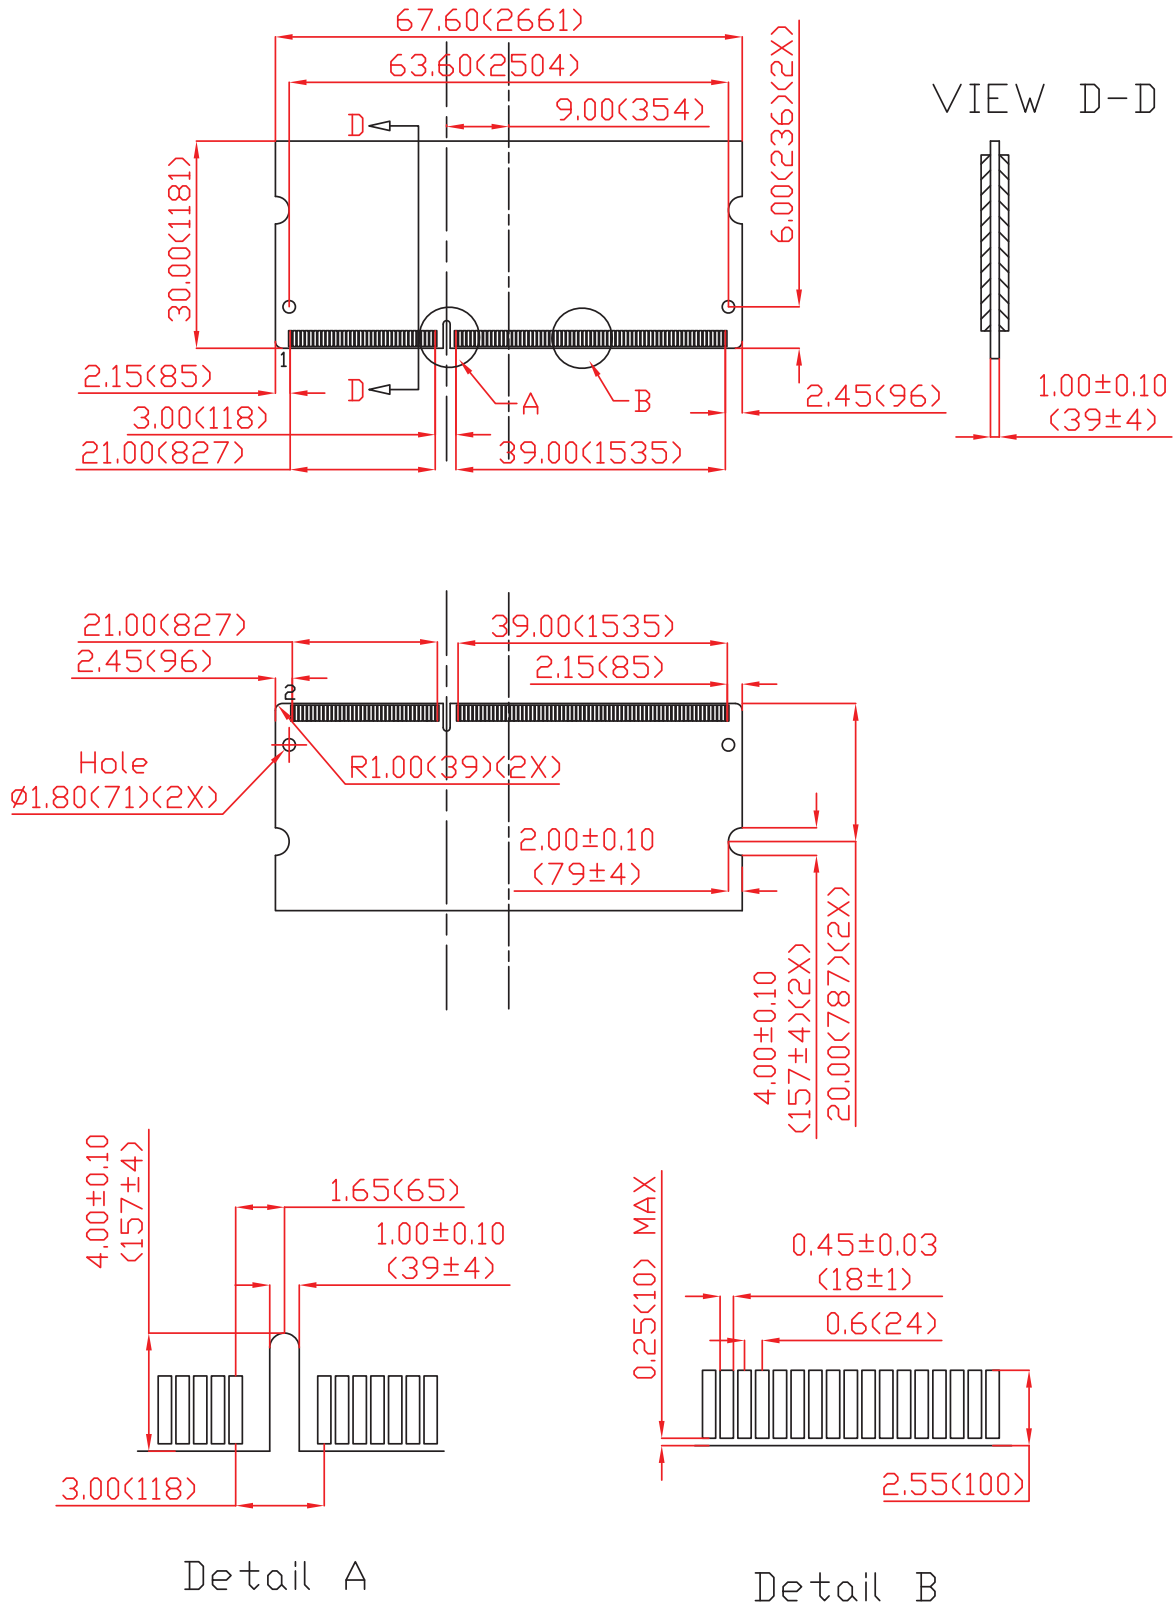 67.60(2661)
63.60(2504)
9.00(354)
6.00(236)(2X)
VIEW D-D
D
30.00(1181)
1
2.15(85)
D
A
B
2.45(96)
1.00±0.10
(39±4)
3.00(118)
21.00(827)
39.00(1535)
21.00(827)
39.00(1535)
2.45(96)
2.15(85)
2
Hole
Ø1.80(71)(2X)
R1.00(39)(2X)
2.00±0.10
(79±4)
4.00±0.10
(157±4)(2X)
20.00(787)(2X)
4.00±0.10
(157±4)
1.65(65)
1.00±0.10
(39±4)
3.00(118)
Detail A
0.25(10) MAX
0.45±0.03
(18±1)
0.6(24)
2.55(100)
Detail B